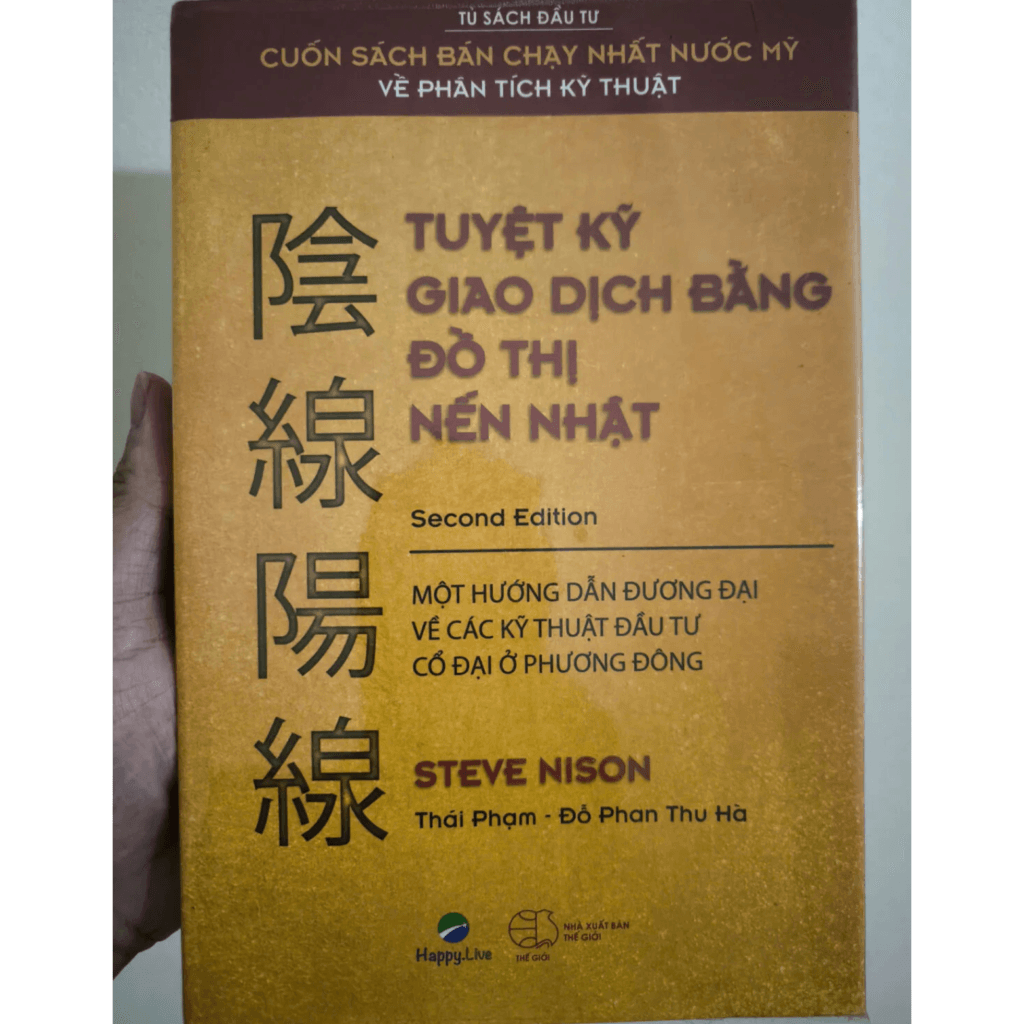 TỦ SÁCH ĐẦU TƯ
CUỐN SÁCH BÁN CHẠY NHẤT NƯỚC MỸ
VỀ PHÂN TÍCH KỸ THUẬT
陰
線
陽
線
TUYỆT KỸ
GIAO DỊCH BẰNG
ĐỒ THỊ
NẾN NHẬT
Second Edition
MỘT HƯỚNG DẪN ĐƯƠNG ĐẠI
VỀ CÁC KỸ THUẬT ĐẦU TƯ
CỔ ĐẠI Ở PHƯƠNG ĐÔNG
STEVE NISON
Thái Phạm - Đỗ Phan Thu Hà
Happy.Live
THẾ GIỚI
NHÀ XUẤT BẢN
THẾ GIỚI